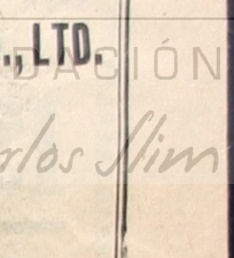 ., LTD.
DACIÓN
rlos Slim